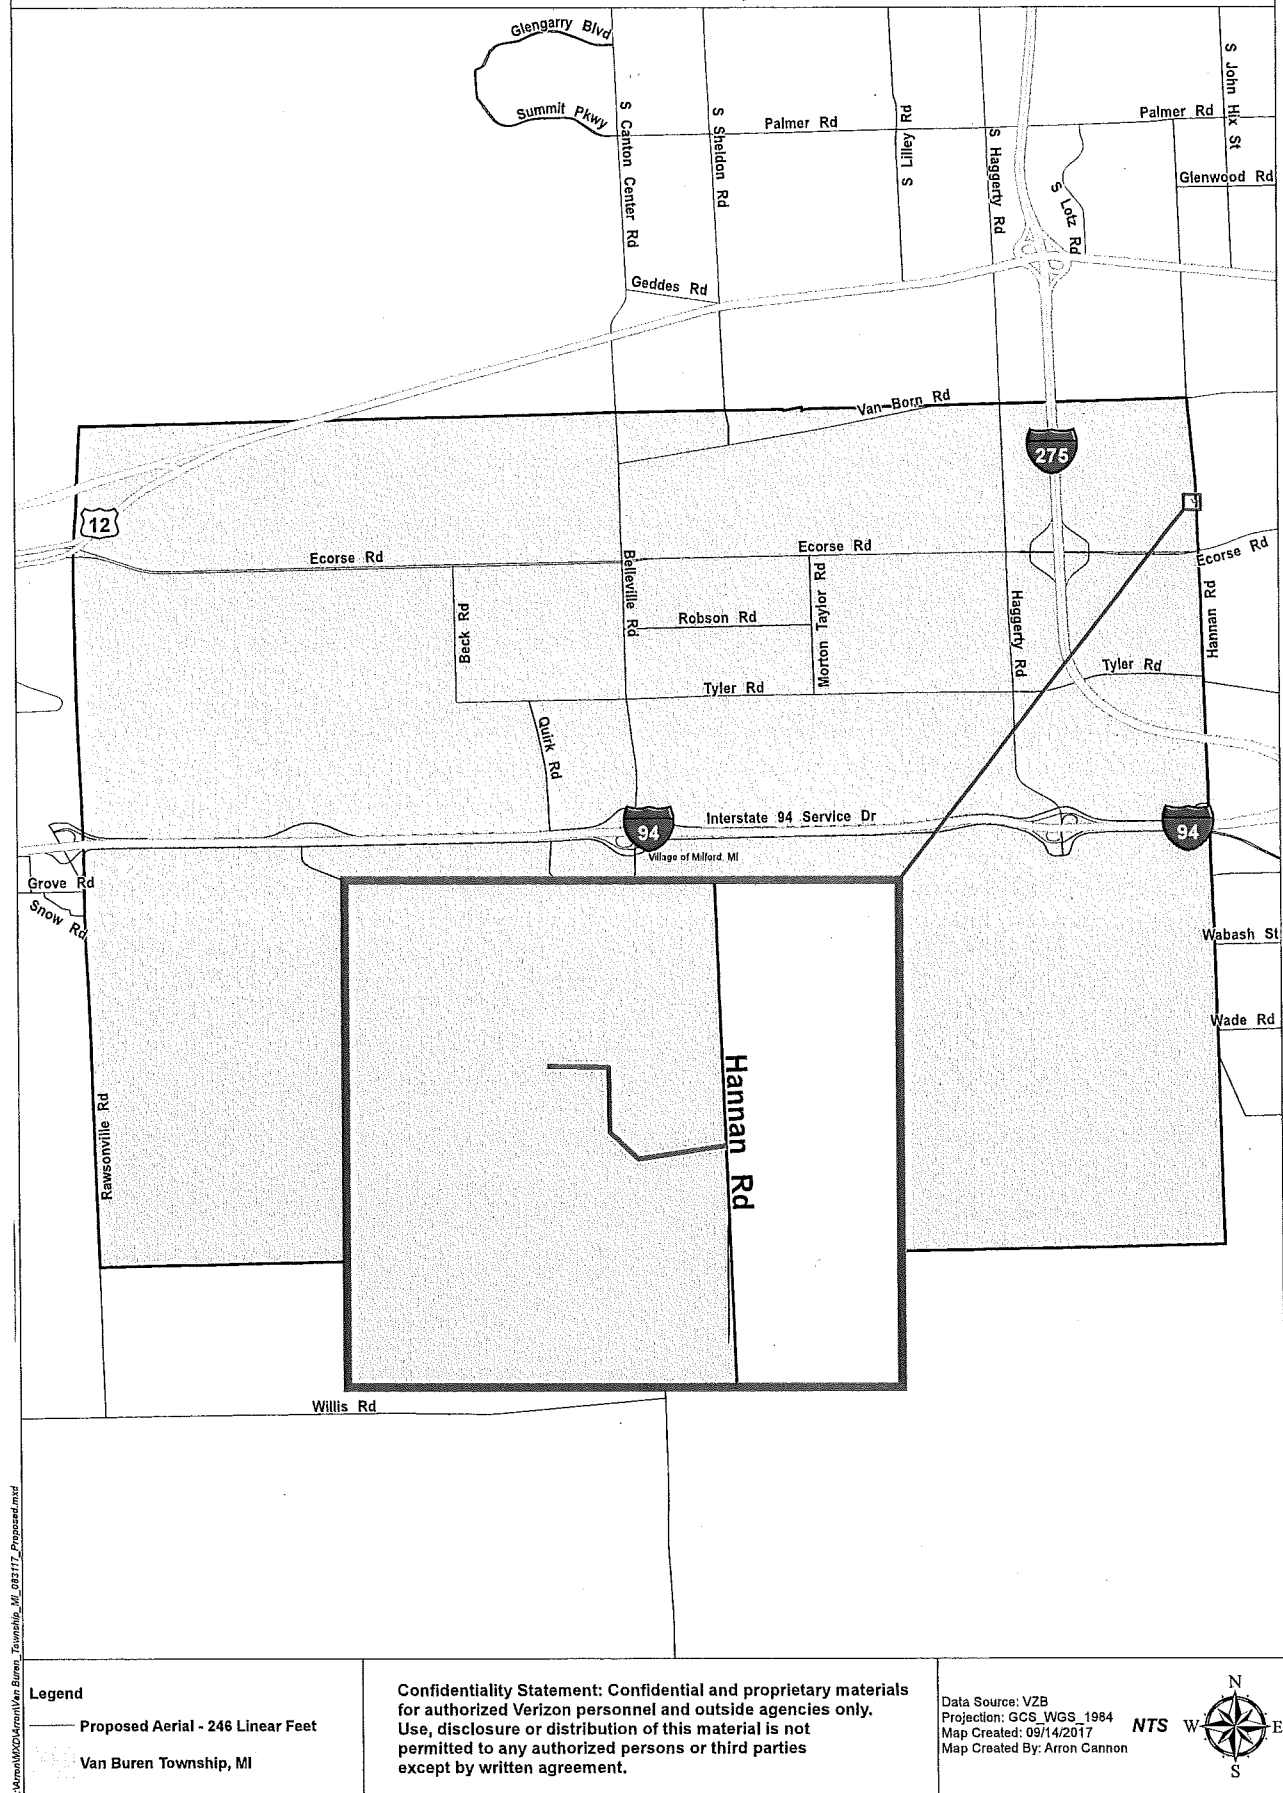 Glengarry Blvd
Summit Pkwy
S Canton Center Rd
S Sheldon Rd
Palmer Rd
S Lilley Rd
S Haggerty Rd
S Lotz Rd
Palmer Rd
S John Hix St
Glenwood Rd
Geddes Rd
Van-Born Rd
275
12
Ecorse Rd
Belleville Rd
Ecorse Rd
Ecorse Rd
Beck Rd
Robson Rd
Morton Taylor Rd
Haggerty Rd
Hannan Rd
Tyler Rd
Tyler Rd
Quirk Rd
94
Interstate 94 Service Dr
94
Village of Milford, MI
Grove Rd
Snow Rd
Wabash St
Wade Rd
Hannan Rd
Rawsonville Rd
Willis Rd
\Arron\MXD\Arron\Van Buren_Township_MI_083117_Proposed.mxd
Legend
Proposed Aerial - 246 Linear Feet
Van Buren Township, MI
Confidentiality Statement: Confidential and proprietary materials
for authorized Verizon personnel and outside agencies only.
Use, disclosure or distribution of this material is not
permitted to any authorized persons or third parties
except by written agreement.
Data Source: VZB
Projection: GCS_WGS_1984
Map Created: 09/14/2017
Map Created By: Arron Cannon
NTS
N
W
E
S